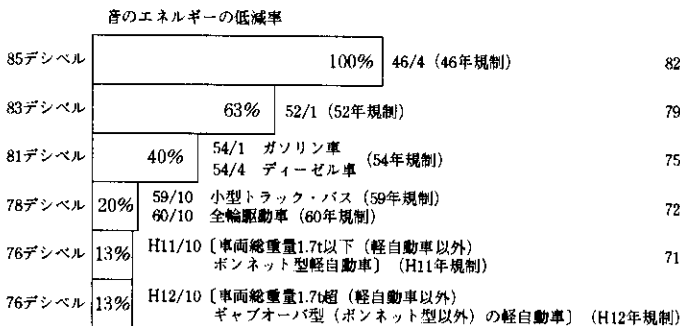 音のエネルギーの低減率
85デシベル 100% 46/4（46年規制） 82
83デシベル 63% 52/1（52年規制） 79
81デシベル 40% 54/1 ガソリン車
54/4 ディーゼル車（54年規制） 75
78デシベル 20% 59/10 小型トラック・バス（59年規制）
60/10 全輪駆動車（60年規制） 72
76デシベル 13% H11/10〔車両総重量1.7t以下（軽自動車以外）
ボンネット型軽自動車〕（H11年規制） 71
76デシベル 13% H12/10〔車両総重量1.7t超（軽自動車以外）
ギャブオーバ型（ボンネット型以外）の軽自動車〕（H12年規制）